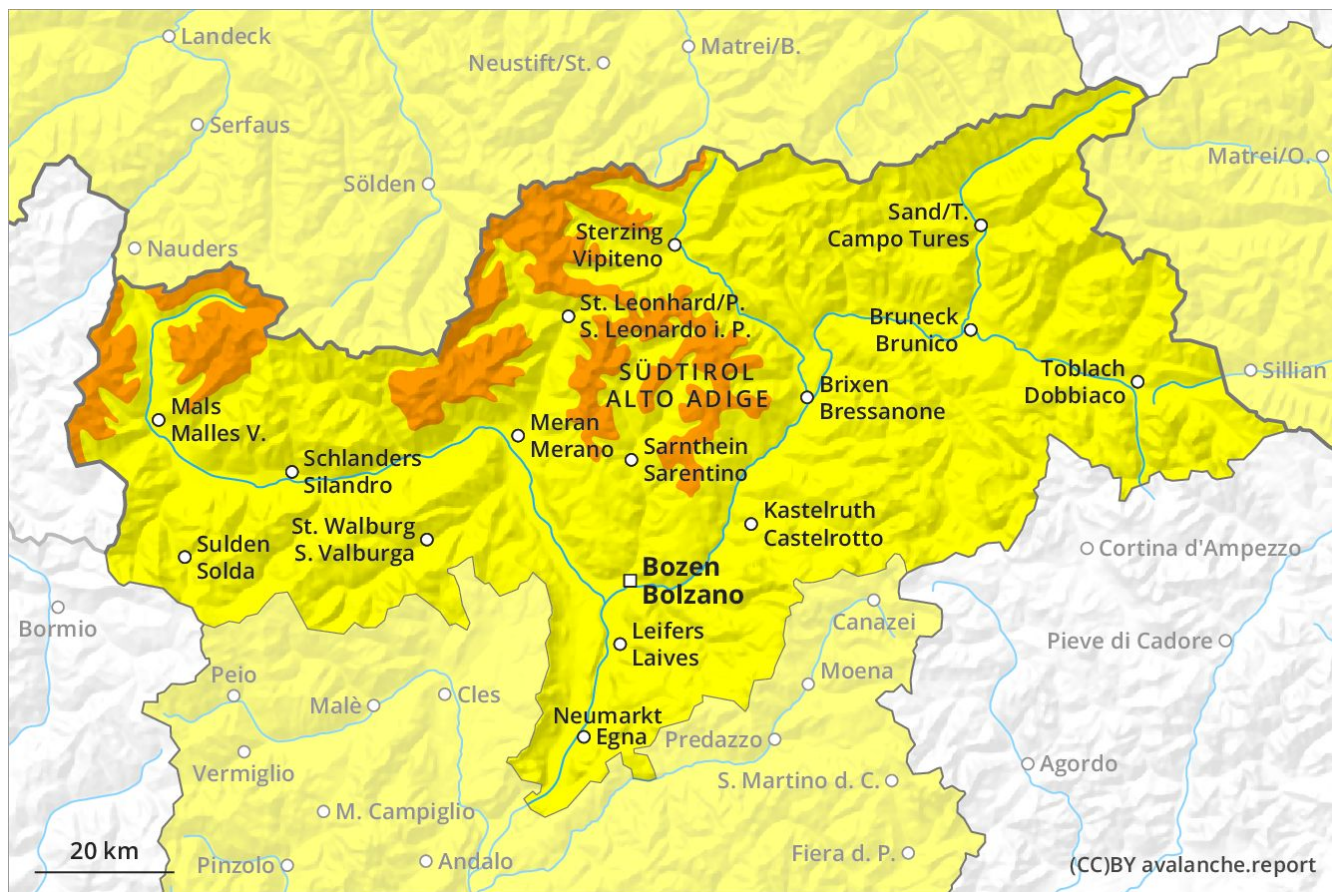 Landeck
Neustift/St.
Matrei/B.
Serfaus
Sölden
Matrei/O.
Nauders
Sand/T.
Campo Tures
Sterzing
Vipiteno
St. Leonhard/P.
S. Leonardo i. P.
Bruneck
Brunico
SÜDTIROL
ALTO ADIGE
Toblach
Dobbiaco
Sillian
Brixen
Bressanone
Mals
Malles V.
Meran
Merano
Sarnthein
Sarentino
Schlanders
Silandro
St. Walburg
S. Valburga
Kastelruth
Castelrotto
Sulden
Solda
Cortina d'Ampezzo
Bozen
Bolzano
Bormio
Canazei
Leifers
Laives
Pieve di Cadore
Peio
Moena
Malè
Cles
Neumarkt
Egna
Predazzo
Vermiglio
Agordo
S. Martino d. C.
M. Campiglio
20 km
Pinzolo
Andalo
Fiera d. P.
(CC)BY avalanche.report